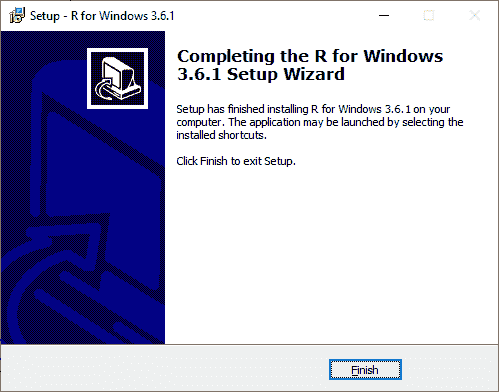 Setup - R for Windows 3.6.1
Completing the R for Windows
3.6.1 Setup Wizard
Setup has finished installing R for Windows 3.6.1 on your
computer. The application may be launched by selecting the
installed shortcuts.
Click Finish to exit Setup.
Finish